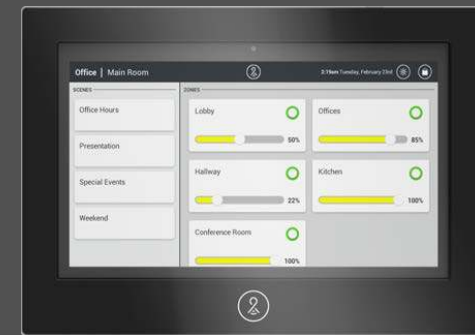 Office | Main Room
2:19am Tuesday, February 23rd
SCENES
ZONES
Office Hours
Presentation
Special Events
Weekend
Lobby
50%
Offices
85%
Hallway
22%
Kitchen
100%
Conference Room
100%